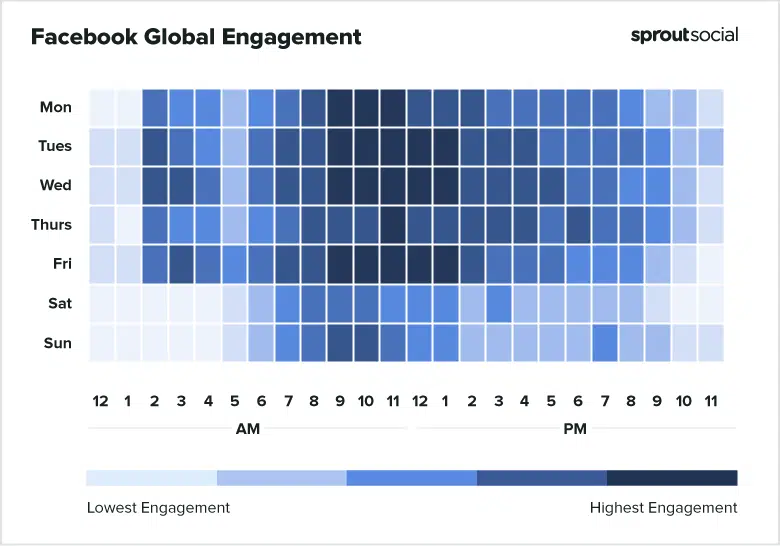 Facebook Global Engagement
sproutsocial
Mon
Tues
Wed
Thurs
Fri
Sat
Sun
12 1 2 3 4 5 6 7 8 9 10 11 12 1 2 3 4 5 6 7 8 9 10 11
AM PM
Lowest Engagement Highest Engagement